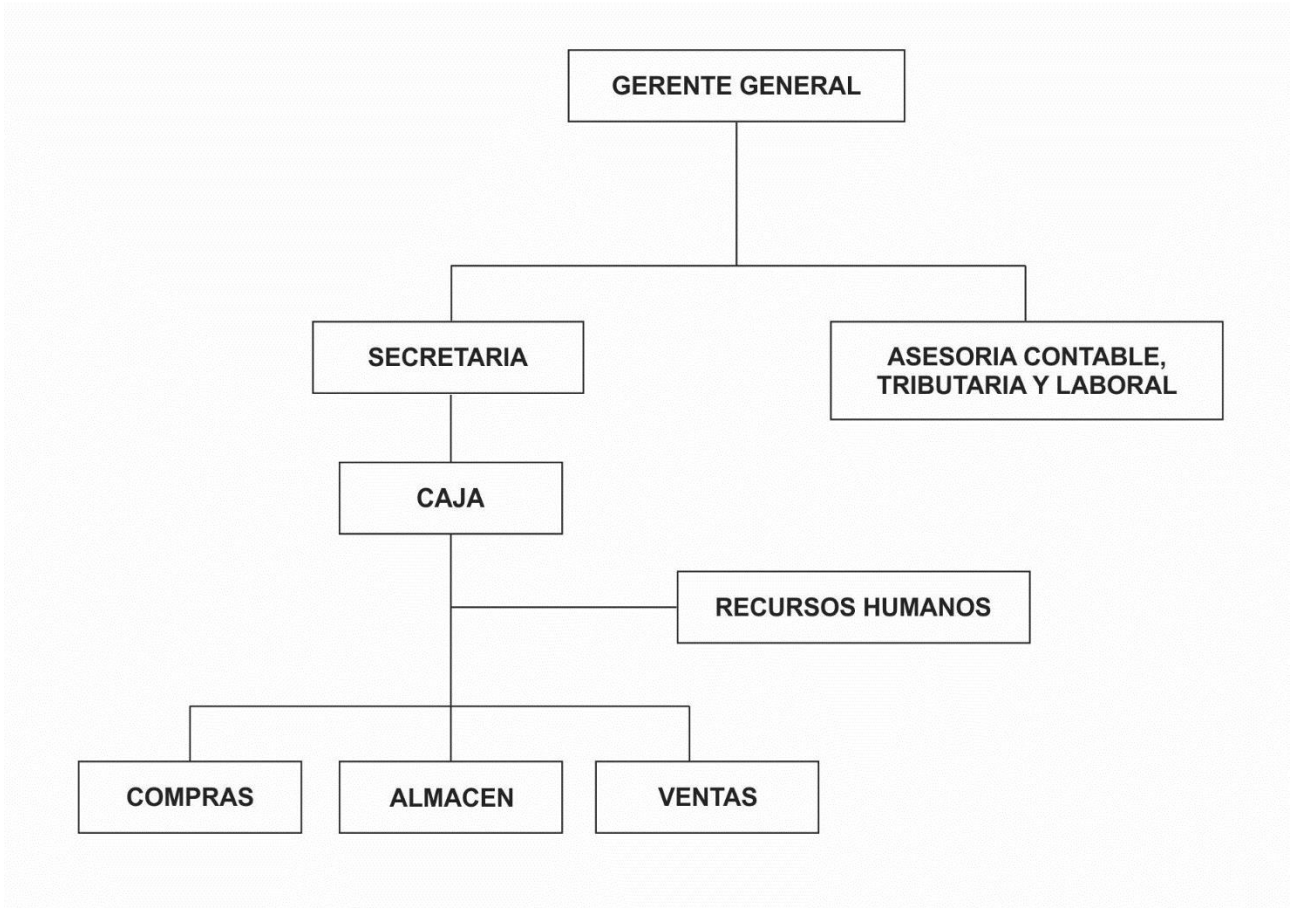 GERENTE GENERAL
SECRETARIA
ASESORIA CONTABLE,
TRIBUTARIA Y LABORAL
CAJA
RECURSOS HUMANOS
COMPRAS
ALMACEN
VENTAS